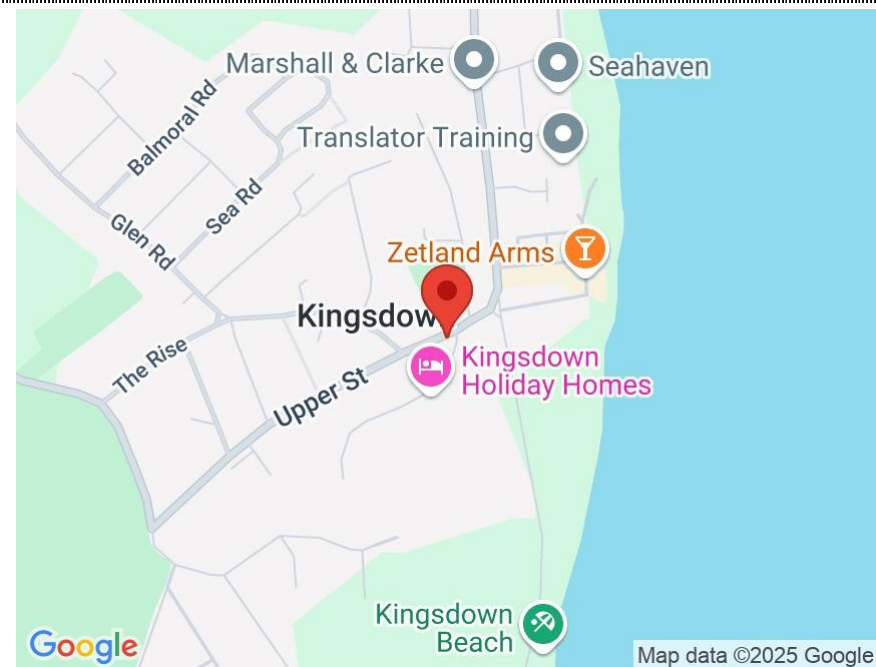 Marshall & Clarke
Seahaven
Balmoral Rd
Translator Training
Sea Rd
Glen Rd
Zetland Arms
Kingsdow
The Rise
Kingsdown
Holiday Homes
Upper St
Kingsdown
Beach
Google
Map data ©2025 Google